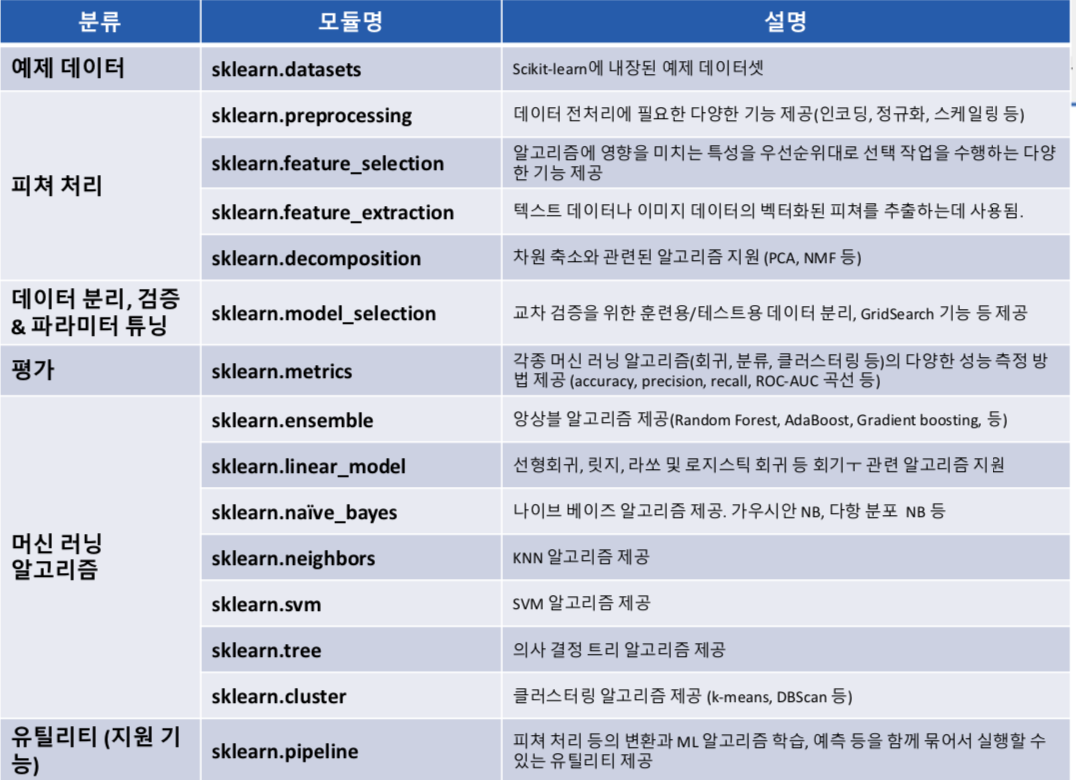 분류 모듈명 설명
예제 데이터 sklearn.datasets Scikit-learn에 내장된 예제 데이터셋
피쳐 처리
sklearn.preprocessing 데이터 전처리에 필요한 다양한 기능 제공(인코딩, 정규화, 스케일링 등)
sklearn.feature_selection 알고리즘에 영향을 미치는 특성을 우선순위대로 선택 작업을 수행하는 다양
한 기능 제공
sklearn.feature_extraction 텍스트 데이터나 이미지 데이터의 벡터화된 피쳐를 추출하는데 사용됨.
sklearn.decomposition 차원 축소와 관련된 알고리즘 지원 (PCA, NMF 등)
데이터 분리, 검증
& 파라미터 튜닝
sklearn.model_selection 교차 검증을 위한 훈련용/테스트용 데이터 분리, GridSearch 기능 등 제공
평가 sklearn.metrics 각종 머신 러닝 알고리즘(회귀, 분류, 클러스터링 등)의 다양한 성능 측정 방
법 제공 (accuracy, precision, recall, ROC-AUC 곡선 등)
머신 러닝
알고리즘
sklearn.ensemble 앙상블 알고리즘 제공(Random Forest, AdaBoost, Gradient boosting, 등)
sklearn.linear_model 선형회귀, 릿지, 라쏘 및 로지스틱 회귀 등 회기ㅜ 관련 알고리즘 지원
sklearn.naïve_bayes 나이브 베이즈 알고리즘 제공. 가우시안 NB, 다항 분포 NB 등
sklearn.neighbors KNN 알고리즘 제공
sklearn.svm SVM 알고리즘 제공
sklearn.tree 의사 결정 트리 알고리즘 제공
sklearn.cluster 클러스터링 알고리즘 제공 (k-means, DBScan 등)
유틸리티 (지원 기
능)
sklearn.pipeline 피쳐 처리 등의 변환과 ML 알고리즘 학습, 예측 등을 함께 묶어서 실행할 수
있는 유틸리티 제공